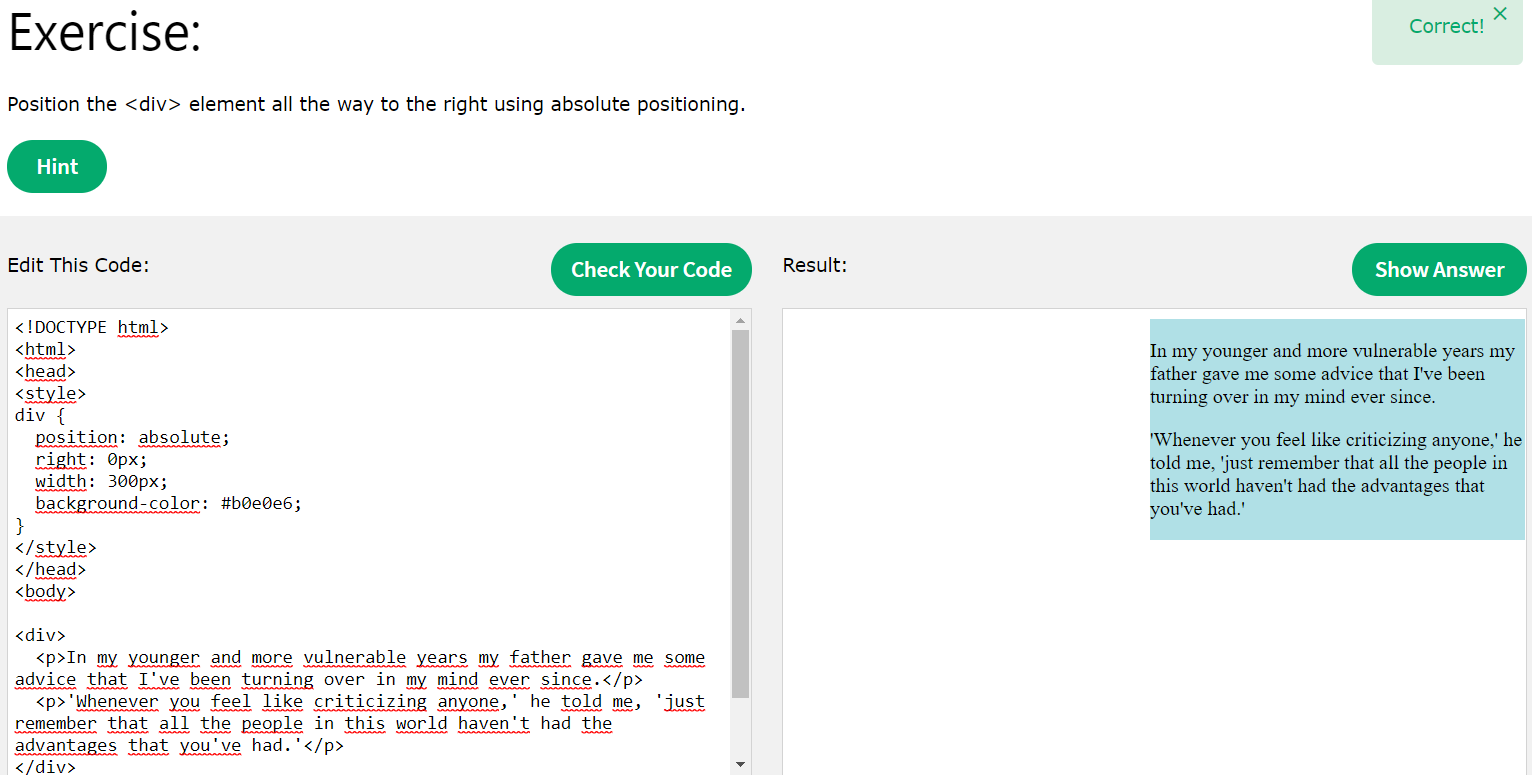 Exercise:
Correct!
×
Position the <div> element all the way to the right using absolute positioning.
Hint
Edit This Code:
Check Your Code
<!DOCTYPE html>
<html>
<head>
<style>
div {
  position: absolute;
  right: 0px;
  width: 300px;
  background-color: #b0e0e6;
}
</style>
</head>
<body>

<div>
  <p>In my younger and more vulnerable years my father gave me some
advice that I've been turning over in my mind ever since.</p>
  <p>'Whenever you feel like criticizing anyone,' he told me, 'just
remember that all the people in this world haven't had the
advantages that you've had.'</p>
</div>
Result:
Show Answer
In my younger and more vulnerable years my
father gave me some advice that I've been
turning over in my mind ever since.
'Whenever you feel like criticizing anyone,' he
told me, 'just remember that all the people in
this world haven't had the advantages that
you've had.'